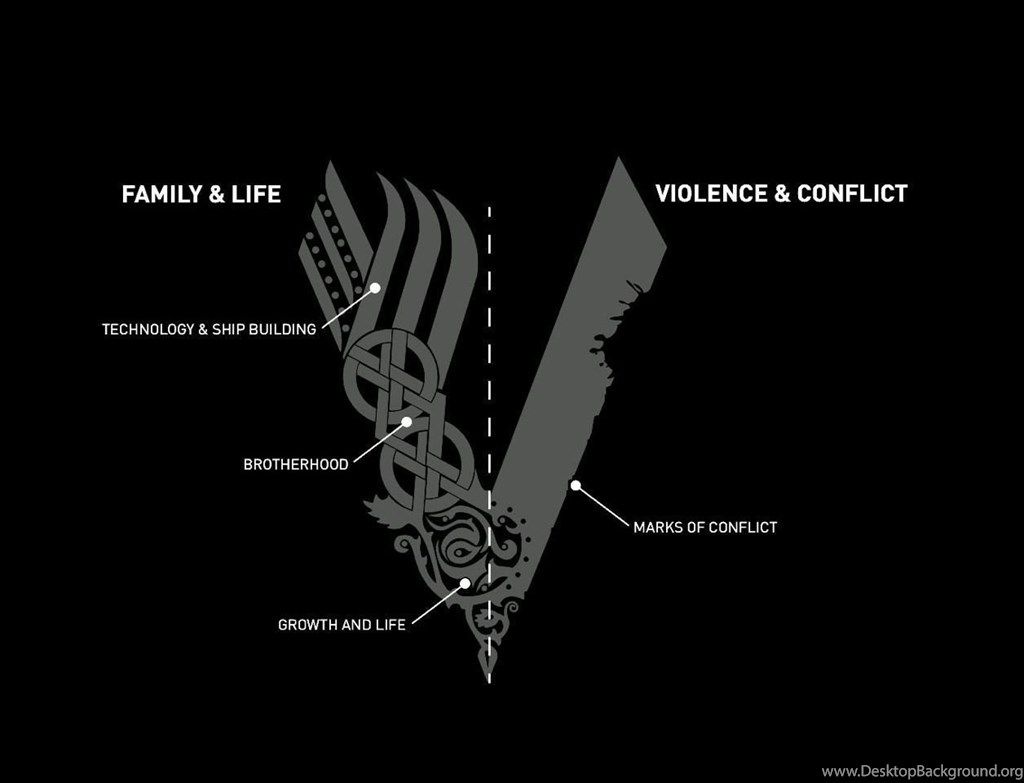 FAMILY & LIFE
VIOLENCE & CONFLICT
TECHNOLOGY & SHIP BUILDING
BROTHERHOOD
MARKS OF CONFLICT
GROWTH AND LIFE
www.DesktopBackground.org